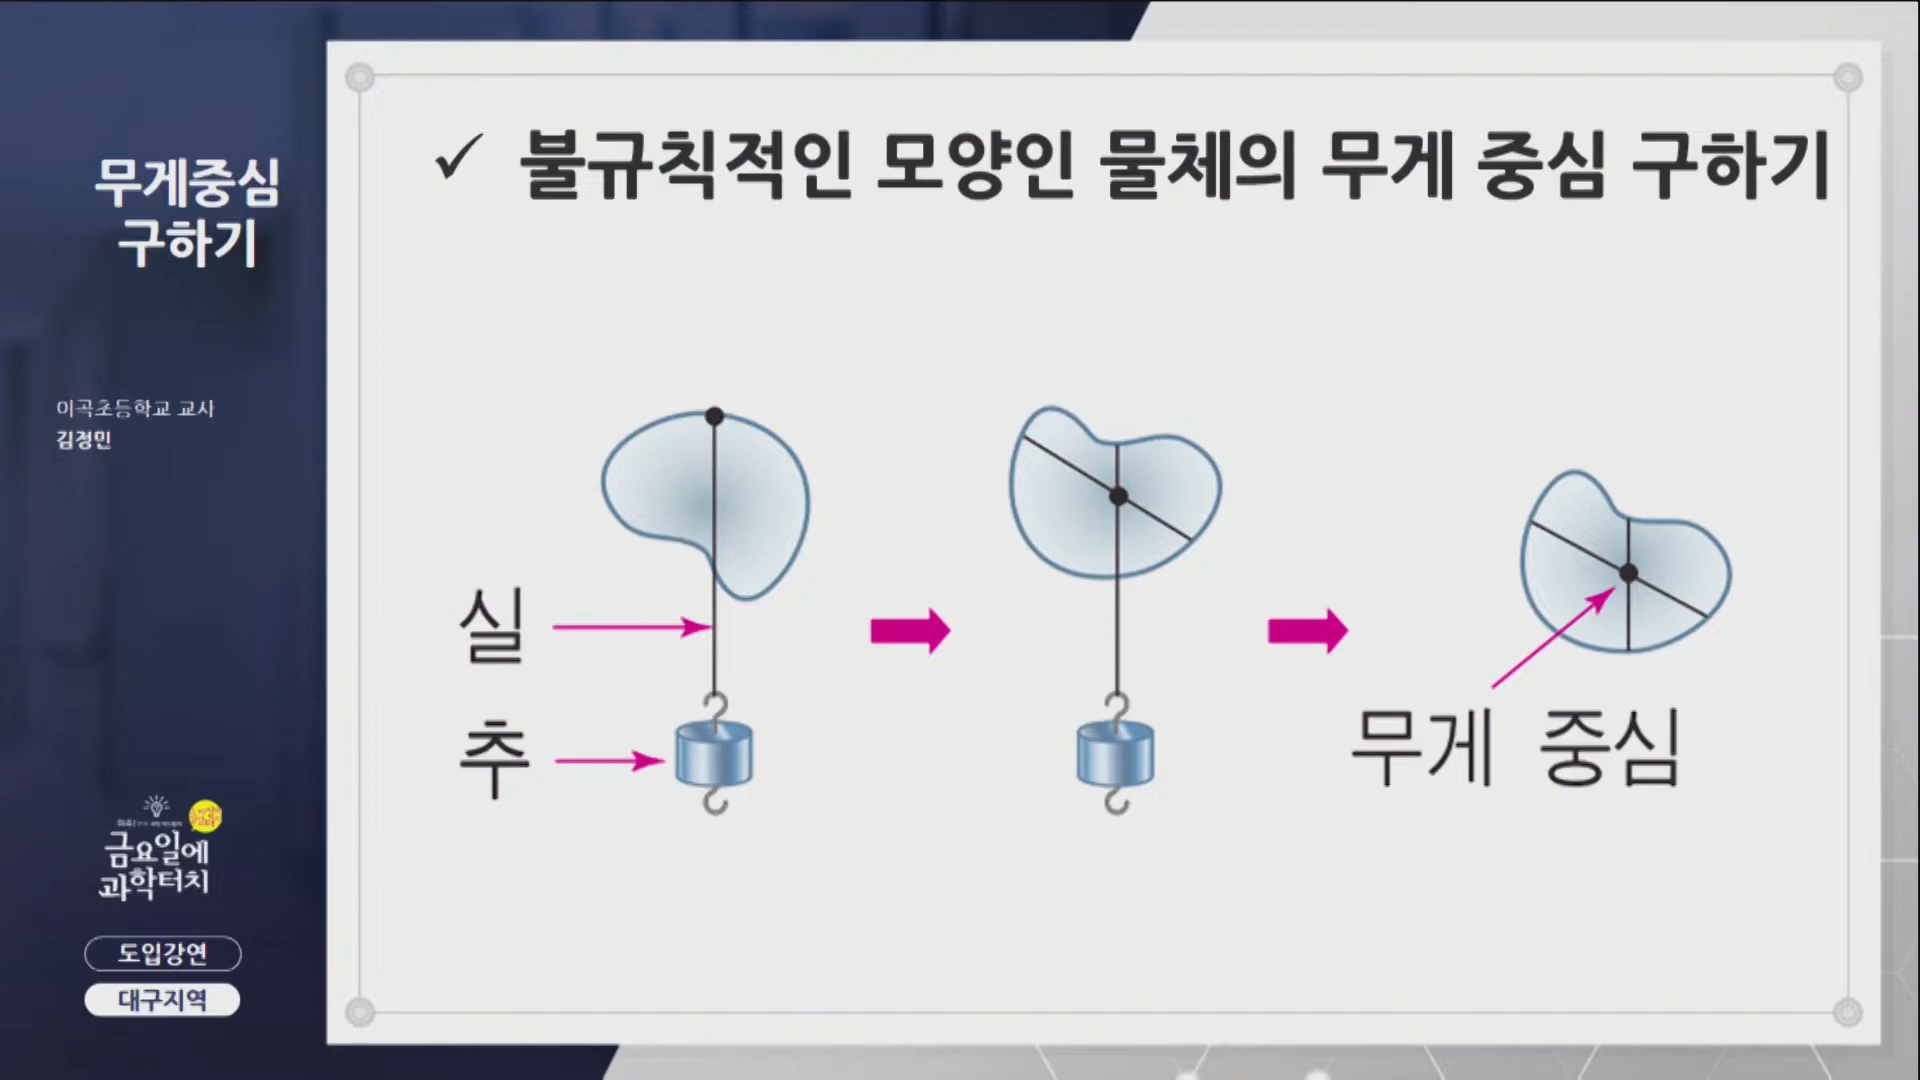 무게중심
구하기
이곡초등학교 교사
김정민
금요일에
과학터치
도입강연
대구지역
✓ 불규칙적인 모양인 물체의 무게 중심 구하기
실
추
무게 중심